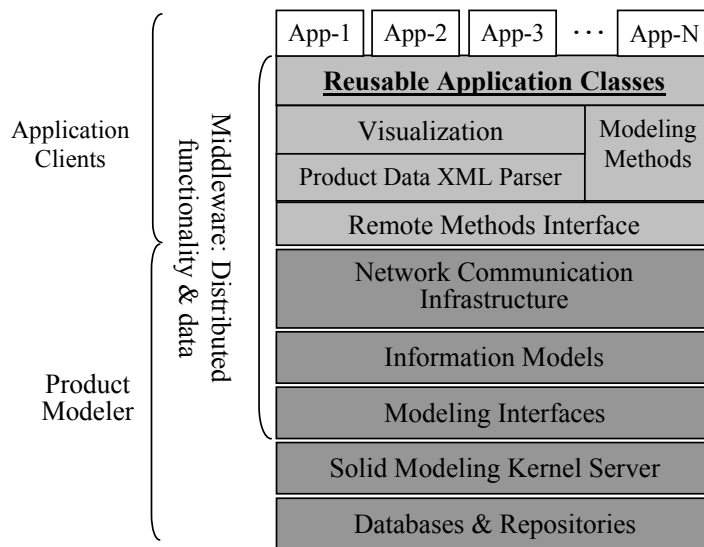 App-1 App-2 App-3 ··· App-N
Reusable Application Classes
Visualization
Product Data XML Parser
Modeling
Methods
Remote Methods Interface
Network Communication
Infrastructure
Information Models
Modeling Interfaces
Solid Modeling Kernel Server
Databases & Repositories
Middleware: Distributed
functionality & data
Application
Clients
Product
Modeler